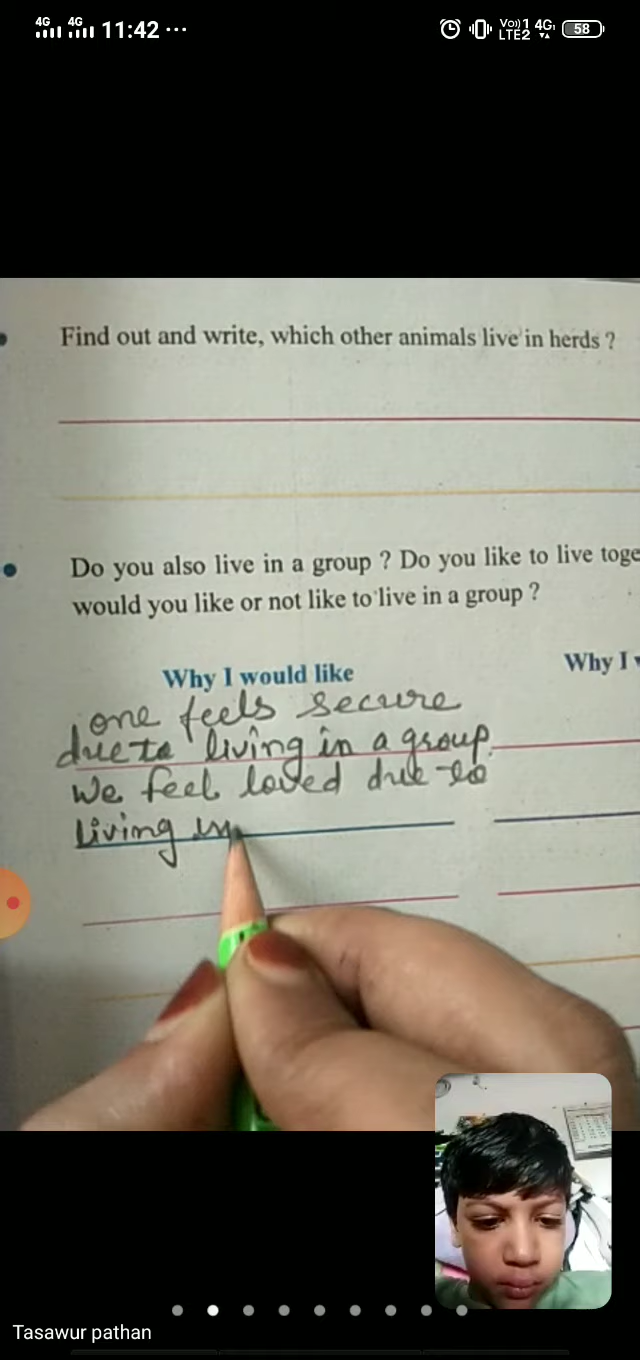 4G 4G 11:42 ... Vo))1 4G LTE2 58
Find out and write, which other animals live in herds ?
Do you also live in a group ? Do you like to live toge
would you like or not like to live in a group ?
Why I would like
Why I
one feels secure
due to living in a group.
We feel loved due to
living in
Tasawur pathan